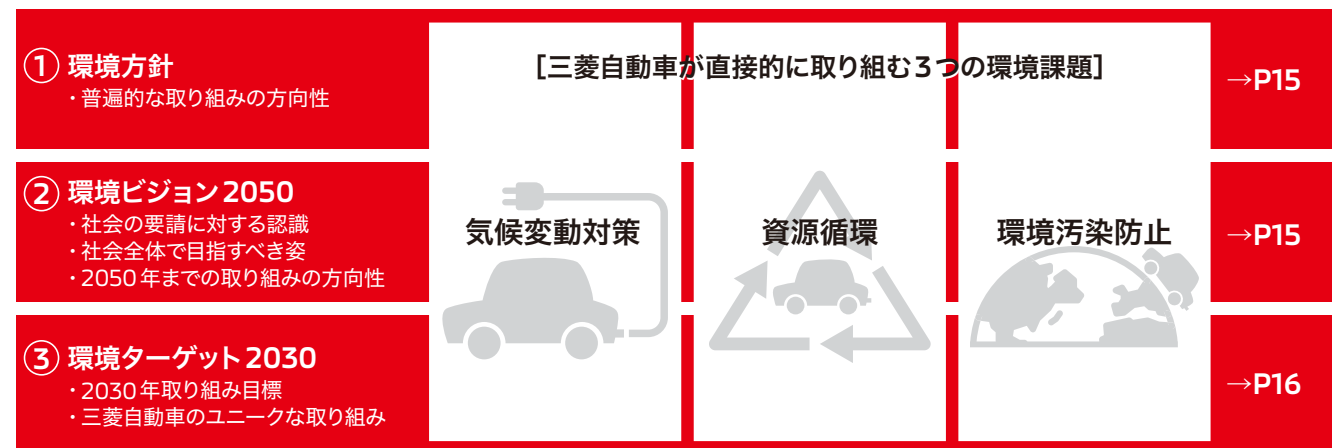 ① 環境方針
・普遍的な取り組みの方向性
［三菱自動車が直接的に取り組む3つの環境課題］
→P15
② 環境ビジョン2050
・社会の要請に対する認識
・社会全体で目指すべき姿
・2050年までの取り組みの方向性
気候変動対策
資源循環
環境汚染防止
→P15
③ 環境ターゲット2030
・2030年取り組み目標
・三菱自動車のユニークな取り組み
→P16